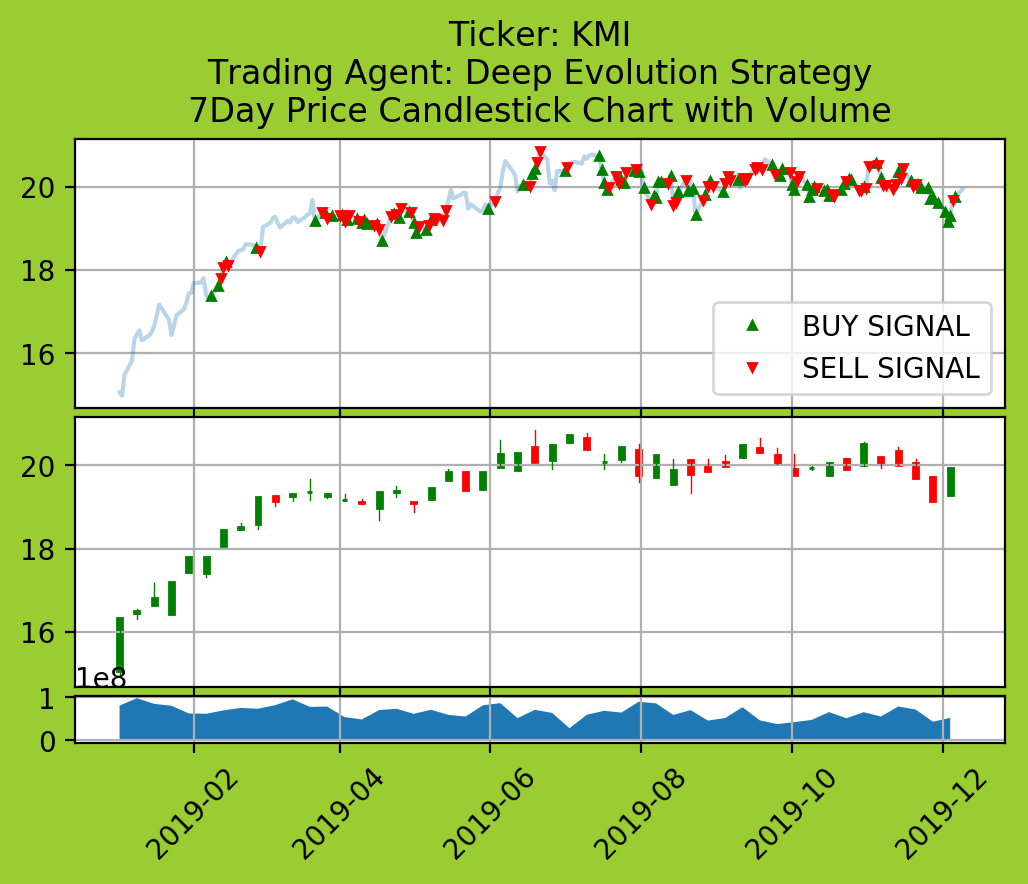 Ticker: KMI
Trading Agent: Deep Evolution Strategy
7Day Price Candlestick Chart with Volume
20
18
16
BUY SIGNAL
SELL SIGNAL
20
18
16
1e8
1
0
2019-02
2019-04
2019-06
2019-08
2019-10
2019-12